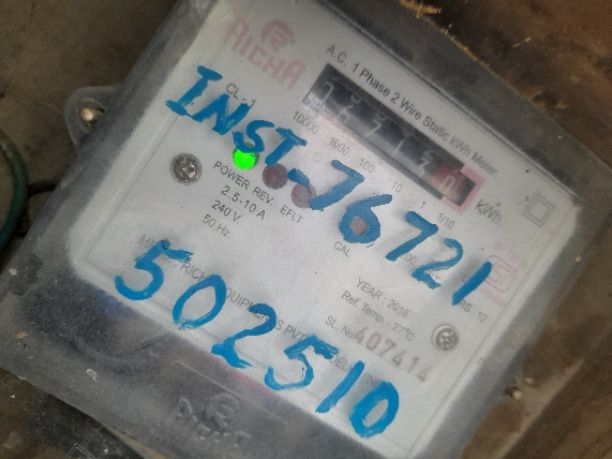 RICHA
A.C. 1 Phase 2 Wire Static kWh Meter
CL. 1
10000 1000 100 10 1 1/10
kWh
INST-76721
POWER REV. EFLT
2.5-10 A
240 V.
50 Hz.
CAL
YEAR : 2016
Ref. Temp. : 27°C
SL. No. 407414
502510
RICHA